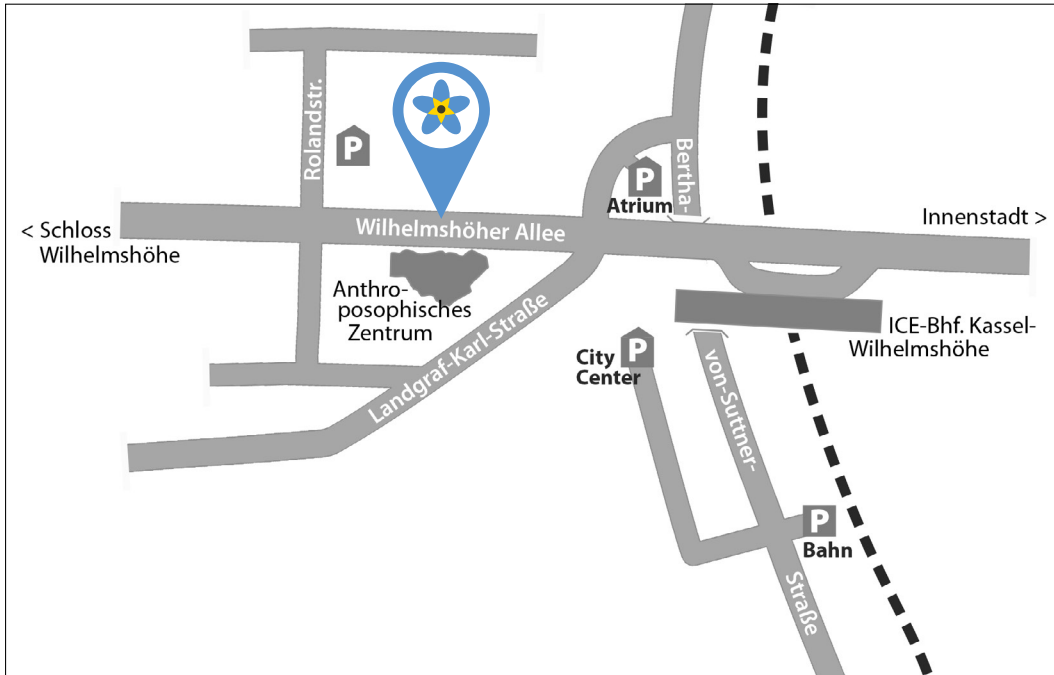 Rolandstr.
P
P
Atrium
Bertha-
< Schloss
Wilhelmshöhe
Wilhelmshöher Allee
Innenstadt >
Anthro-
posophisches
Zentrum
Landgraf-Karl-Straße
P
City
Center
ICE-Bhf. Kassel-
Wilhelmshöhe
von-Suttner-
Straße
P
Bahn